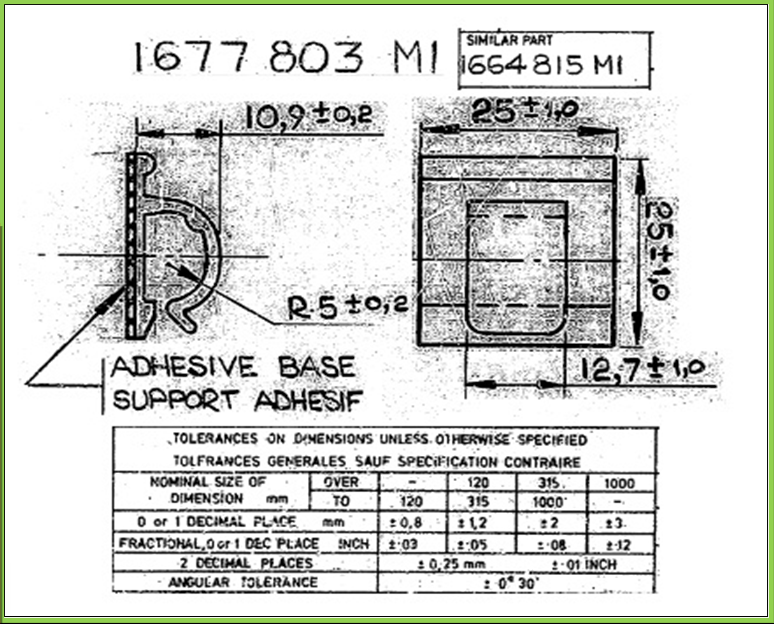 1677 803 M1
SIMILAR PART
1664 815 M1
10,9 ±0,2
25 ±1,0
25 ±1,0
R.5 ±0,2
12,7 ±1,0
ADHESIVE BASE
SUPPORT ADHESIF
TOLERANCES ON DIMENSIONS UNLESS OTHERWISE SPECIFIED
TOLERANCES GENERALES SAUF SPECIFICATION CONTRAIRE
NOMINAL SIZE OF DIMENSION mm
OVER - 120 315. 1000
TO 120 315 1000 -
0 or 1 DECIMAL PLACE mm ±0,8 ±1,2 ±2 ±3
FRACTIONAL,0 or 1 DEC PLACE INCH ±·03 ±·05 ±·08 ±·12
2 DECIMAL PLACES ±0,25 mm ±·01 INCH
ANGULAR TOLERANCE ±0° 30'